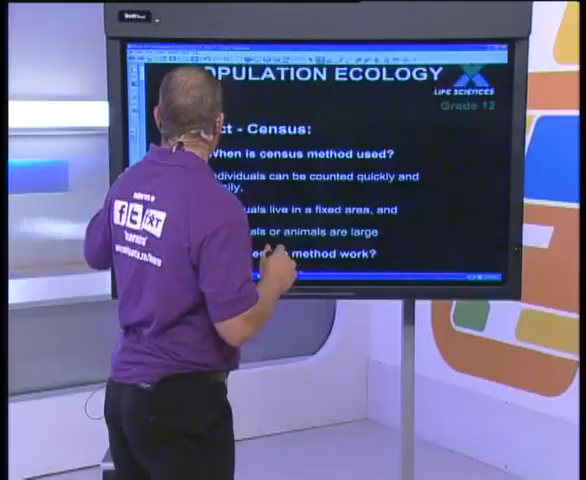 OPULATION ECOLOGY
LIFE SCIENCES
Grade 12
ct - Census:
When is census method used?
dividuals can be counted quickly and
ily.
uals live in a fixed area, and
als or animals are large
method work?
f t